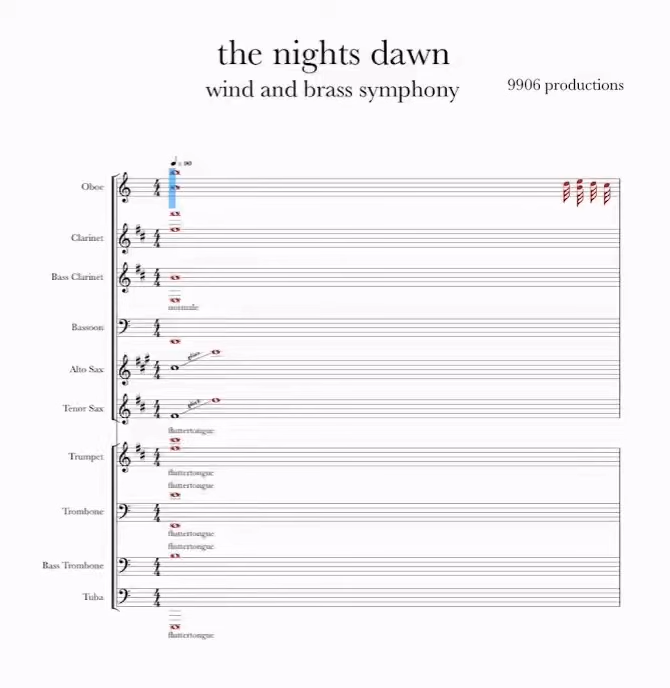 the nights dawn
wind and brass symphony
9906 productions
= 90
Oboe
Clarinet
Bass Clarinet
normale
Bassoon
Alto Sax
Tenor Sax
fluttertongue
Trumpet
fluttertongue
fluttertongue
Trombone
fluttertongue
fluttertongue
Bass Trombone
Tuba
fluttertongue